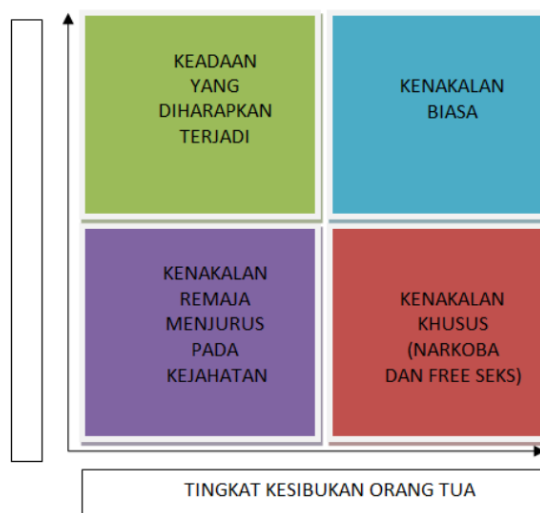 KEADAAN
YANG
DIHARAPKAN
TERJADI
KENAKALAN
BIASA
KENAKALAN
REMAJA
MENJURUS
PADA
KEJAHATAN
KENAKALAN
KHUSUS
(NARKOBA
DAN FREE SEKS)
TINGKAT KESIBUKAN ORANG TUA